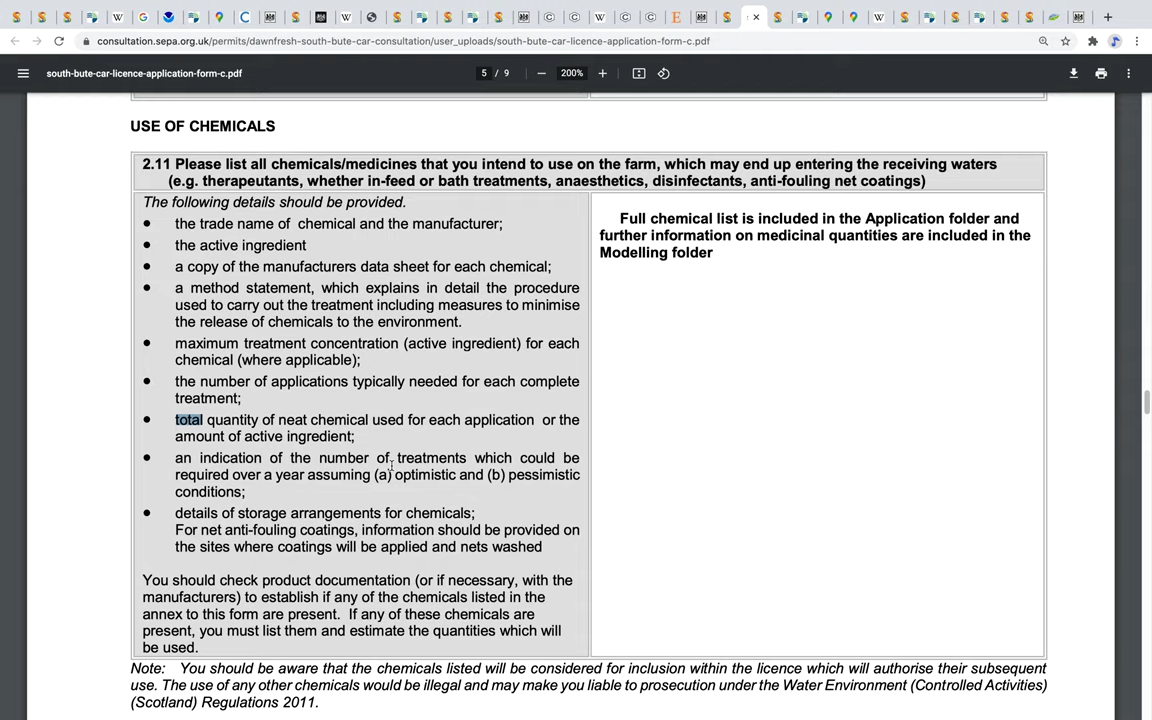 consultation.sepa.org.uk/permits/dawnfresh-south-bute-car-consultation/user_uploads/south-bute-car-licence-application-form-c.pdf
south-bute-car-licence-application-form-c.pdf
5 / 9
200%
USE OF CHEMICALS
2.11 Please list all chemicals/medicines that you intend to use on the farm, which may end up entering the receiving waters
(e.g. therapeutants, whether in-feed or bath treatments, anaesthetics, disinfectants, anti-fouling net coatings)
The following details should be provided.
• the trade name of chemical and the manufacturer;
• the active ingredient
• a copy of the manufacturers data sheet for each chemical;
• a method statement, which explains in detail the procedure
used to carry out the treatment including measures to minimise
the release of chemicals to the environment.
• maximum treatment concentration (active ingredient) for each
chemical (where applicable);
• the number of applications typically needed for each complete
treatment;
• total quantity of neat chemical used for each application or the
amount of active ingredient;
• an indication of the number of treatments which could be
required over a year assuming (a) optimistic and (b) pessimistic
conditions;
• details of storage arrangements for chemicals;
For net anti-fouling coatings, information should be provided on
the sites where coatings will be applied and nets washed
You should check product documentation (or if necessary, with the
manufacturers) to establish if any of the chemicals listed in the
annex to this form are present. If any of these chemicals are
present, you must list them and estimate the quantities which will
be used.
Full chemical list is included in the Application folder and
further information on medicinal quantities are included in the
Modelling folder
Note: You should be aware that the chemicals listed will be considered for inclusion within the licence which will authorise their subsequent
use. The use of any other chemicals would be illegal and may make you liable to prosecution under the Water Environment (Controlled Activities)
(Scotland) Regulations 2011.